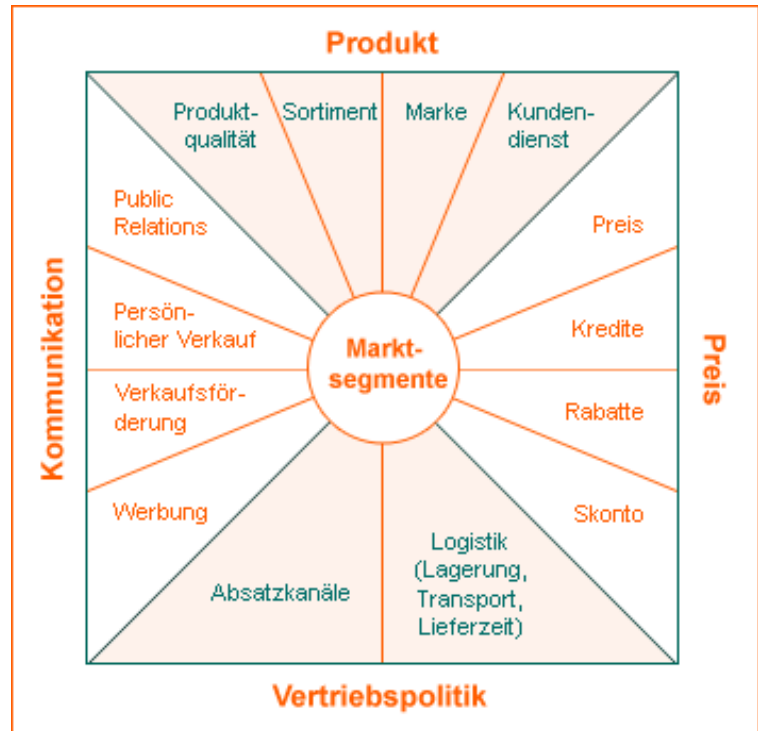 Produkt
Produkt-
qualität
Sortiment
Marke
Kunden-
dienst
Public
Relations
Persön-
licher Verkauf
Verkaufsför-
derung
Werbung
Kommunikation
Markt-
segmente
Preis
Kredite
Rabatte
Skonto
Preis
Absatzkanäle
Logistik
(Lagerung,
Transport,
Lieferzeit)
Vertriebspolitik